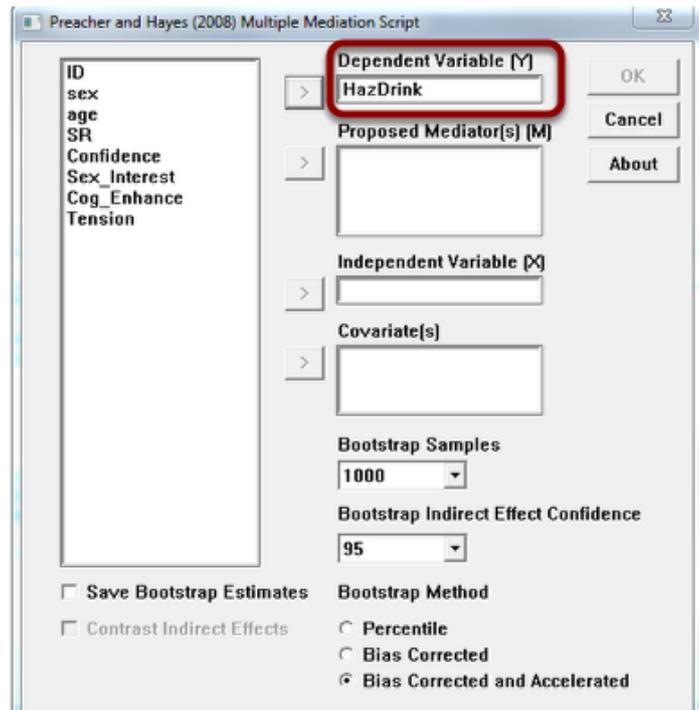 Preacher and Hayes (2008) Multiple Mediation Script
ID
sex
age
SR
Confidence
Sex_Interest
Cog_Enhance
Tension
>
Dependent Variable (Y)
HazDrink
>
Proposed Mediator(s) (M)
>
Independent Variable (X)
>
Covariate(s)
Bootstrap Samples
1000
Bootstrap Indirect Effect Confidence
95
Save Bootstrap Estimates
Contrast Indirect Effects
Bootstrap Method
Percentile
Bias Corrected
Bias Corrected and Accelerated
OK
Cancel
About